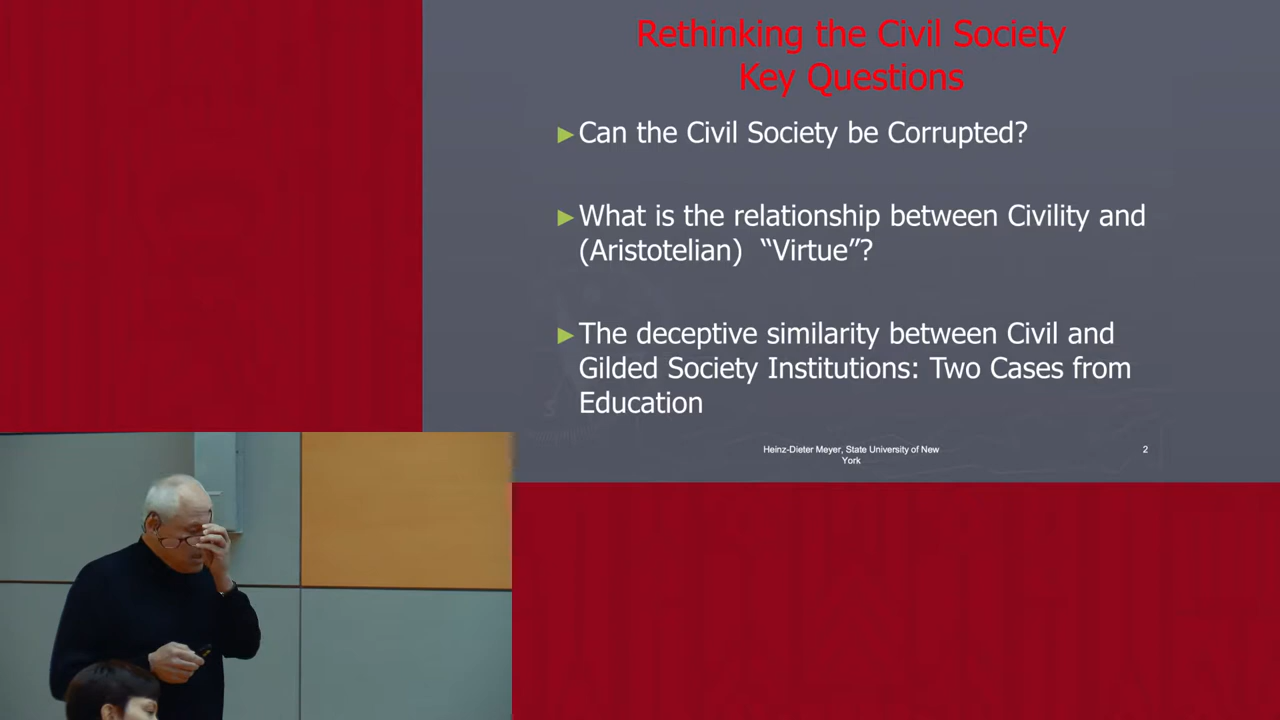 Rethinking the Civil Society
Key Questions
►Can the Civil Society be Corrupted?
►What is the relationship between Civility and
(Aristotelian) “Virtue”?
►The deceptive similarity between Civil and
Gilded Society Institutions: Two Cases from
Education
Heinz-Dieter Meyer, State University of New
York
2